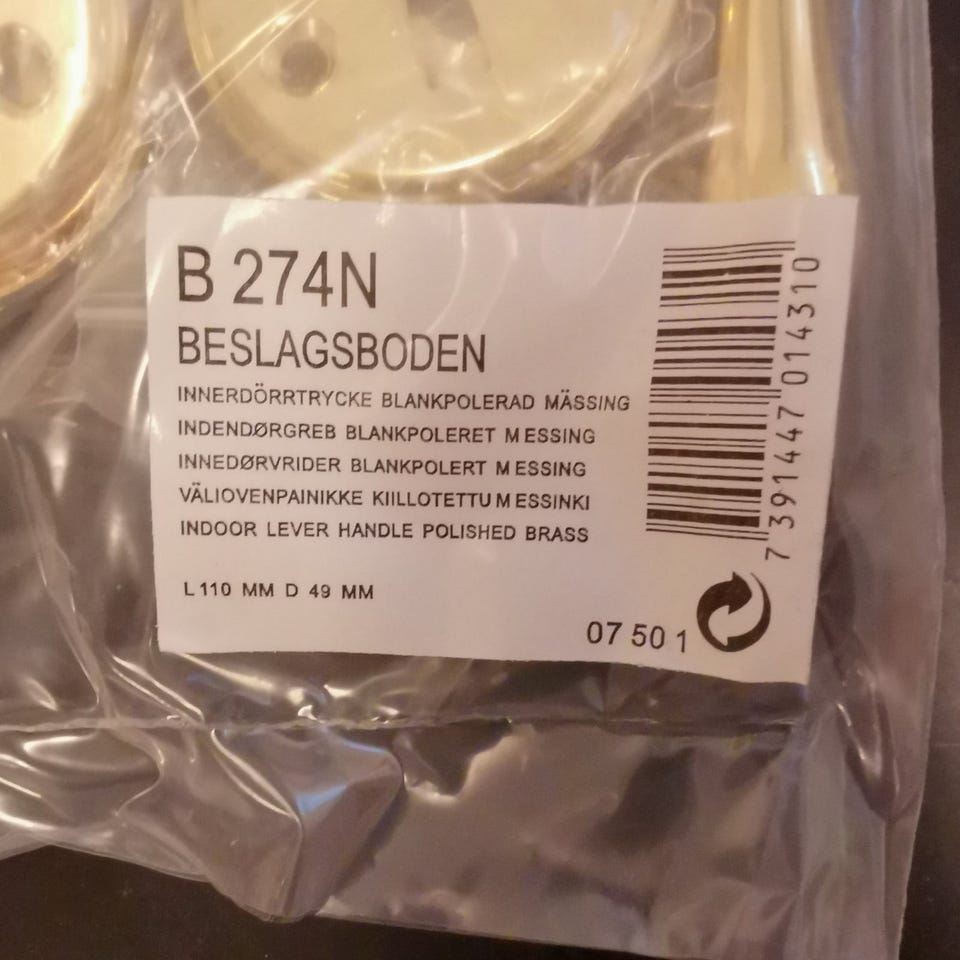 B 274N
BESLAGSBODEN
INNERDÖRRTRYCKE BLANKPOLERAD MÄSSING
INDENDØRGREB BLANKPOLERET MESSING
INNEDØRVRIDER BLANKPOLERT MESSING
VÄLIOVENPAINIKKE KIILLOTETTU MESSINKI
INDOOR LEVER HANDLE POLISHED BRASS
L110 MM D 49 MM
07 50 1
7 391447 014310